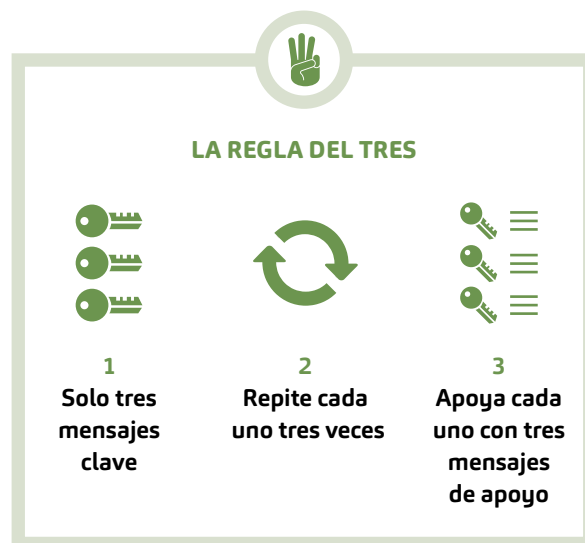 LA REGLA DEL TRES
1
Solo tres
mensajes
clave
2
Repite cada
uno tres veces
3
Apoya cada
uno con tres
mensajes
de apoyo